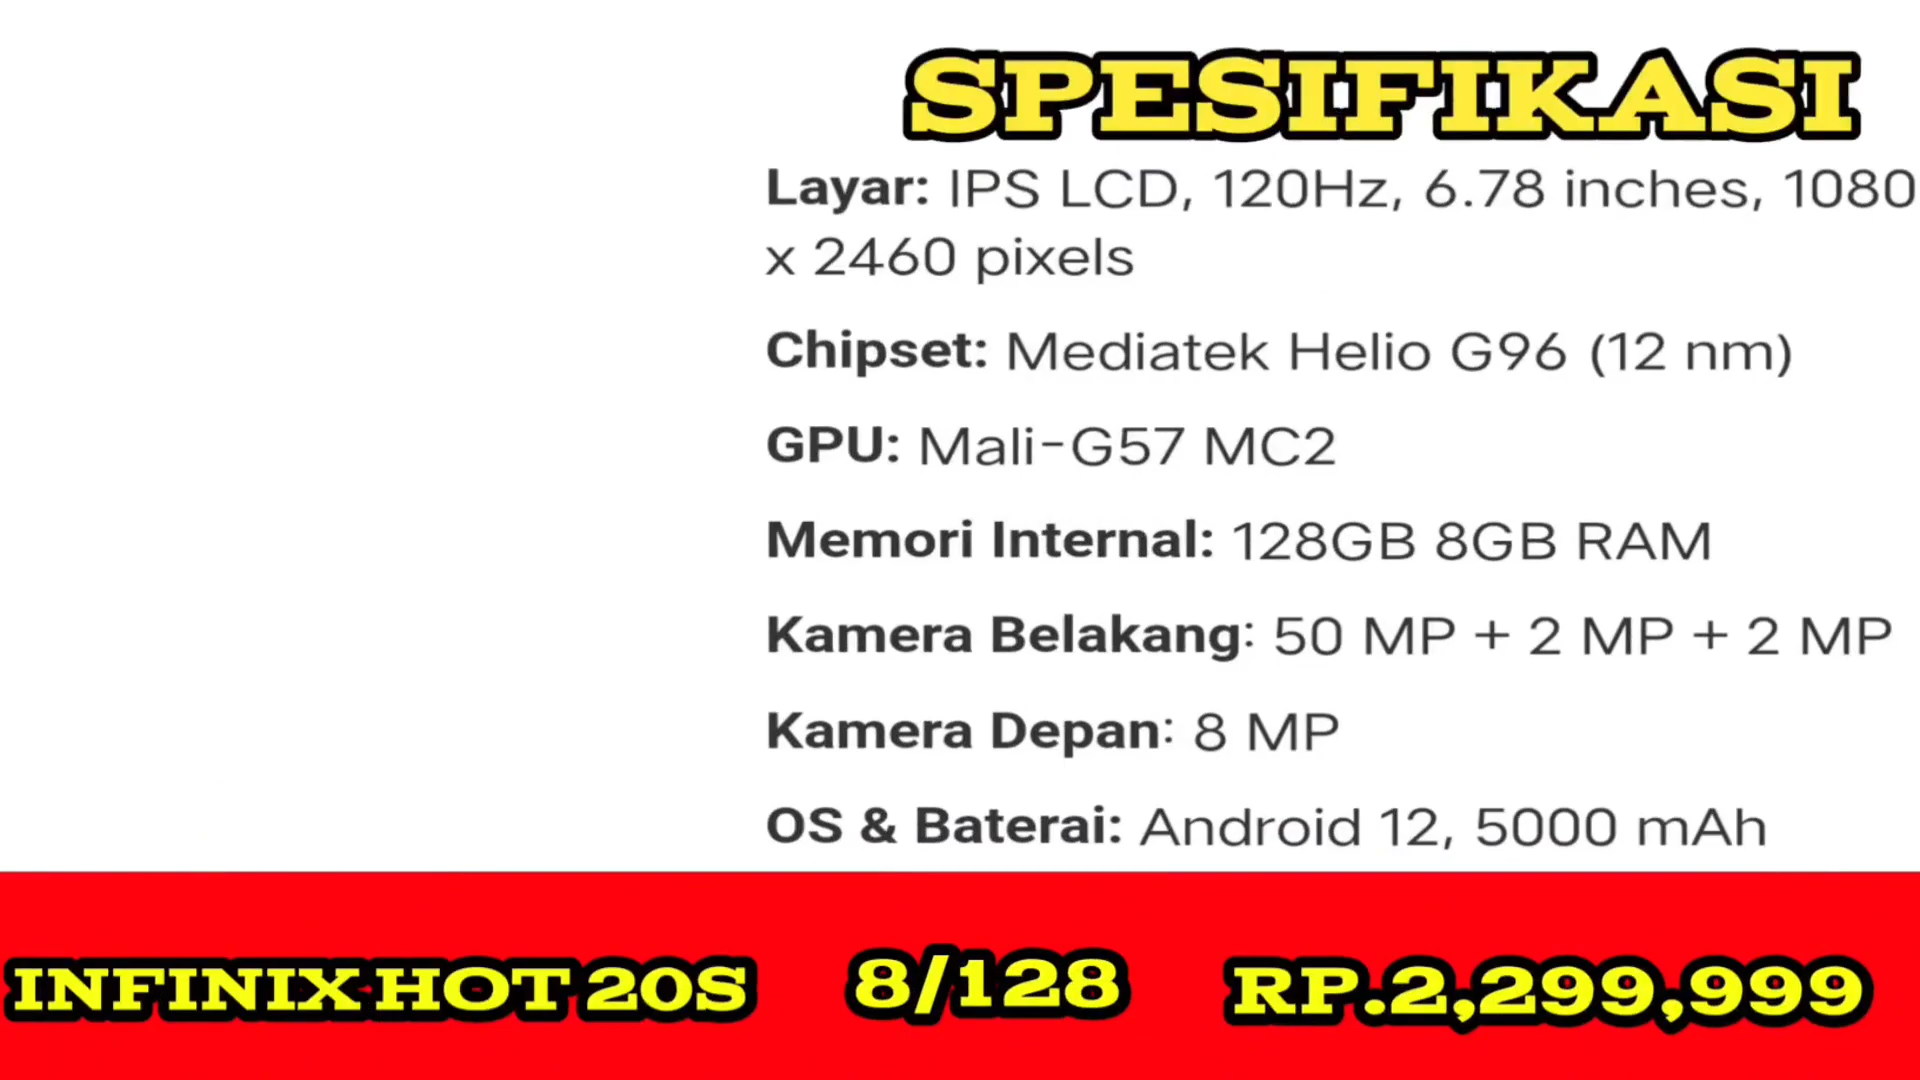 SPESIFIKASI
Layar: IPS LCD, 120Hz, 6.78 inches, 1080
x 2460 pixels
Chipset: Mediatek Helio G96 (12 nm)
GPU: Mali-G57 MC2
Memori Internal: 128GB 8GB RAM
Kamera Belakang: 50 MP + 2 MP + 2 MP
Kamera Depan: 8 MP
OS & Baterai: Android 12, 5000 mAh
INFINIX HOT 20S 8/128 RP.2,299,999